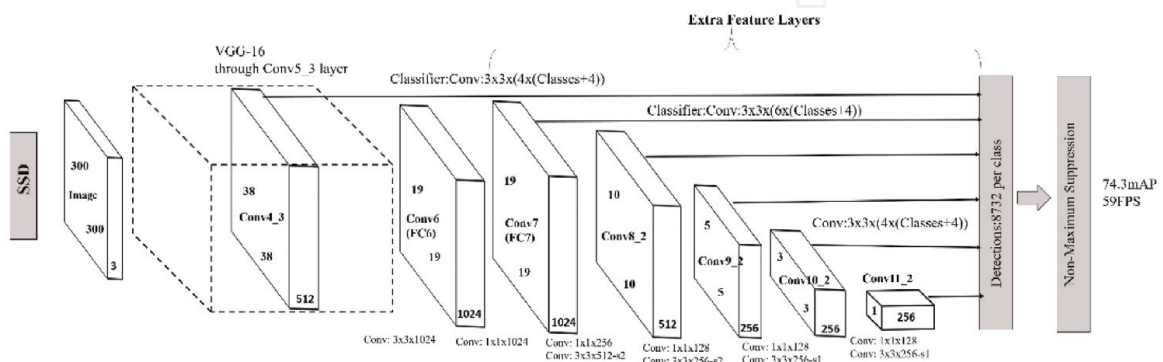 Extra Feature Layers
VGG-16
through Conv5_3 layer
Classifier:Conv:3x3x(4x(Classes+4))
Classifier:Conv:3x3x(6x(Classes+4))
SSD
300
Image
300
3
38
Conv4_3
38
512
19
Conv6
(FC6)
19
1024
19
Conv7
(FC7)
19
1024
10
Conv8_2
10
512
5
Conv9_2
5
256
Conv:3x3x(4x(Classes+4))
3
Conv10_2
3
256
Conv11_2
1
256
Detections:8732 per class
Non-Maximum Suppression
74.3mAP
59FPS
Conv: 3x3x1024
Conv: 1x1x1024
Conv: 1x1x256
Conv: 3x3x512-s2
Conv: 1x1x128
Conv: 3x3x256-s2
Conv: 1x1x128
Conv: 3x3x256-s1
Conv: 1x1x128
Conv: 3x3x256-s1